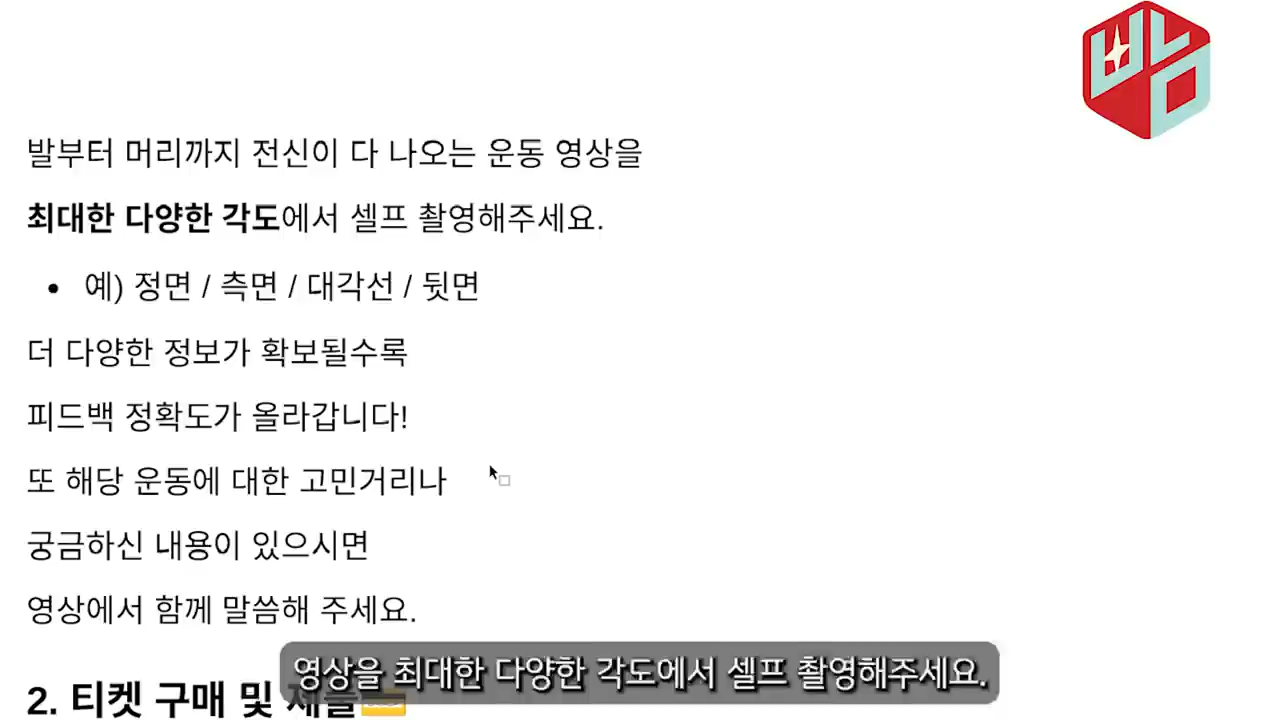 발부터 머리까지 전신이 다 나오는 운동 영상을
최대한 다양한 각도에서 셀프 촬영해주세요.
• 예) 정면 / 측면 / 대각선 / 뒷면
더 다양한 정보가 확보될수록
피드백 정확도가 올라갑니다!
또 해당 운동에 대한 고민거리나
궁금하신 내용이 있으시면
영상에서 함께 말씀해 주세요.
영상을 최대한 다양한 각도에서 셀프 촬영해주세요.
2. 티켓 구매 및